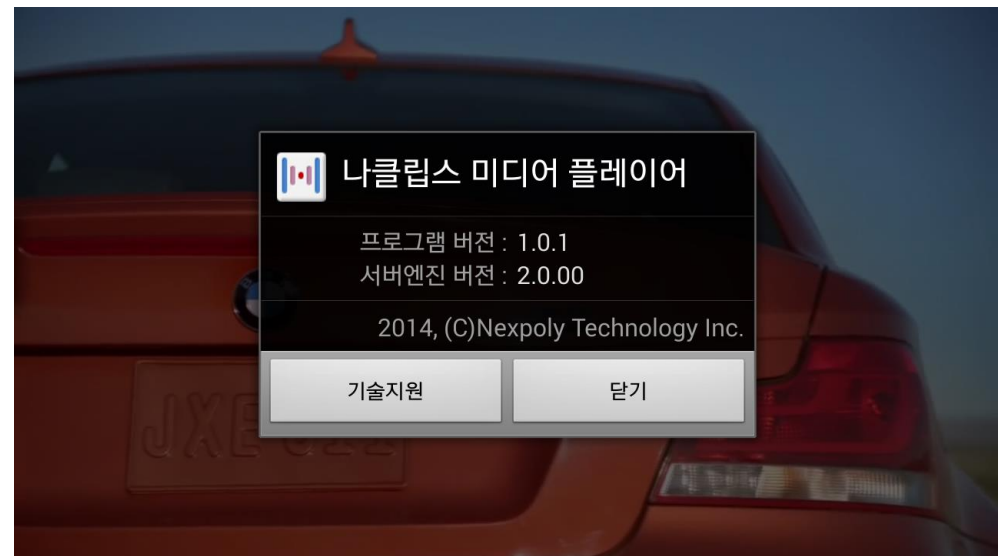 나클립스 미디어 플레이어
프로그램 버전 : 1.0.1
서버엔진 버전 : 2.0.00
2014, (C)Nexpoly Technology Inc.
기술지원 닫기